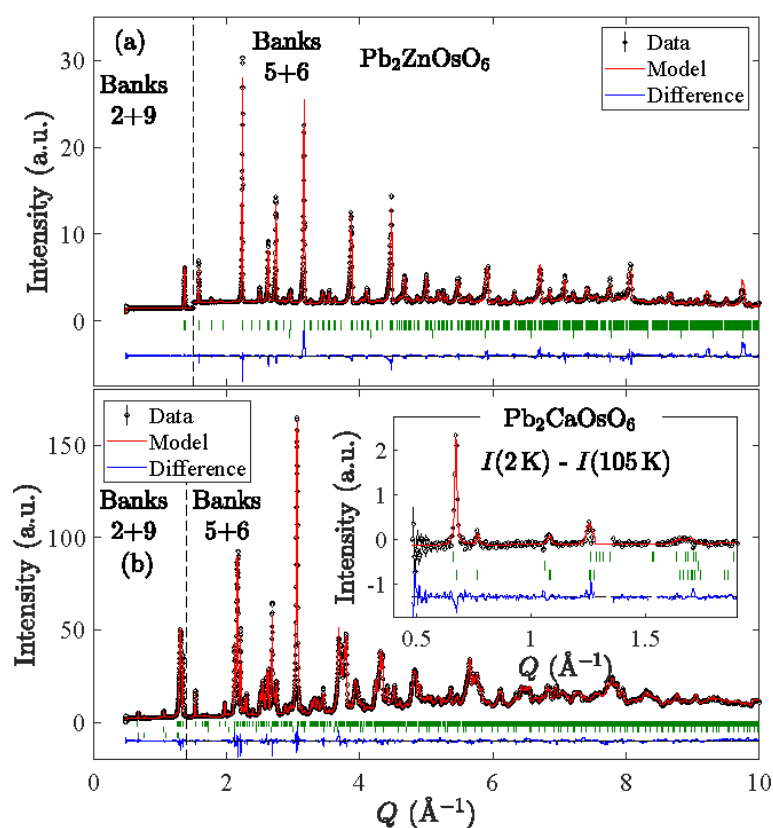 (a)
Banks
5+6
Pb₂ZnOsO₆
Data
Model
Difference
Banks
2+9
30
20
10
0
Intensity (a.u.)
Data
Model
Difference
Banks
2+9
Banks
5+6
(b)
150
100
50
0
Intensity (a.u.)
Pb₂CaOsO₆
I(2 K) - I(105 K)
2
1
0
-1
Intensity (a.u.)
0.5 1 1.5
Q (Å⁻¹)
0 2 4 6 8 10
Q (Å⁻¹)